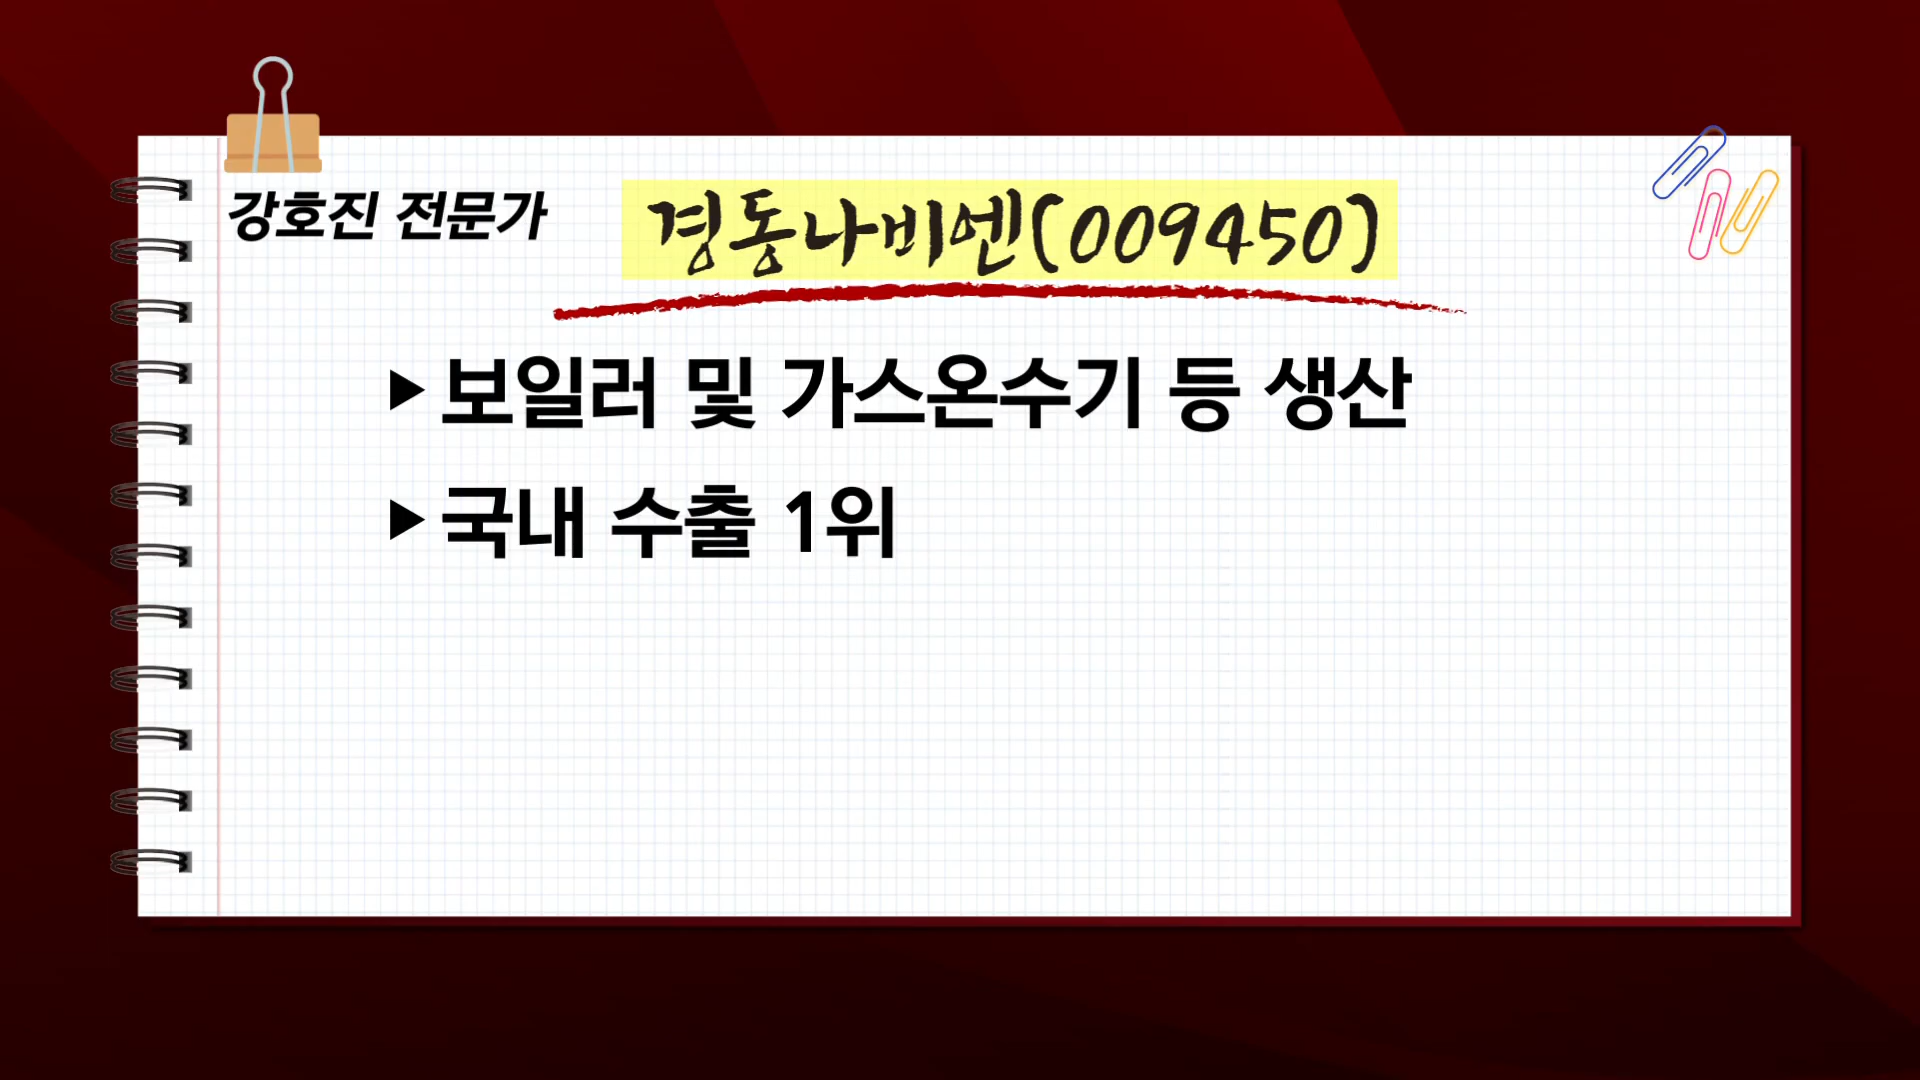 강호진 전문가 경동나비엔(009450)
▶보일러 및 가스온수기 등 생산
▶국내 수출 1위